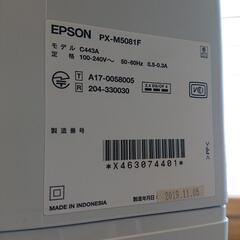 EPSON PX-M5081F
モデル C443A
定 格 100-240V～ 50-60Hz 0.5-0.3A
A17-0058005
204-330030
製 造 番 号
*X463074401*
MADE IN INDONESIA
製造年月日 2019.11.05